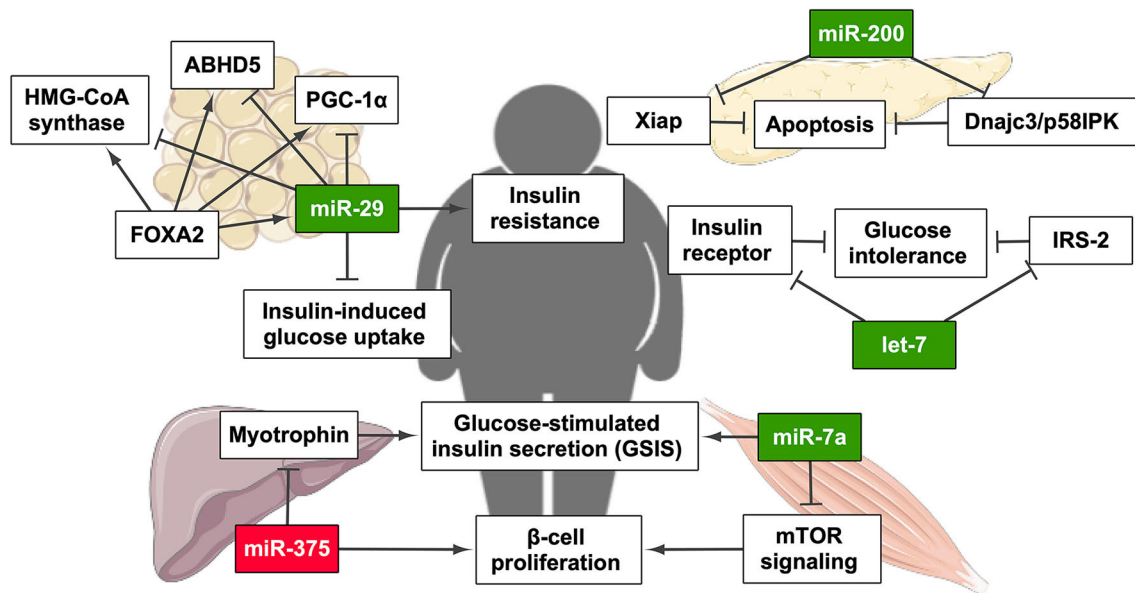 miR-200
ABHD5
HMG-CoA
synthase
PGC-1α
Xiap
Apoptosis
Dnajc3/p58IPK
FOXA2
miR-29
Insulin
resistance
Insulin
receptor
Glucose
intolerance
IRS-2
Insulin-induced
glucose uptake
let-7
Myotrophin
Glucose-stimulated
insulin secretion (GSIS)
miR-7a
miR-375
β-cell
proliferation
mTOR
signaling